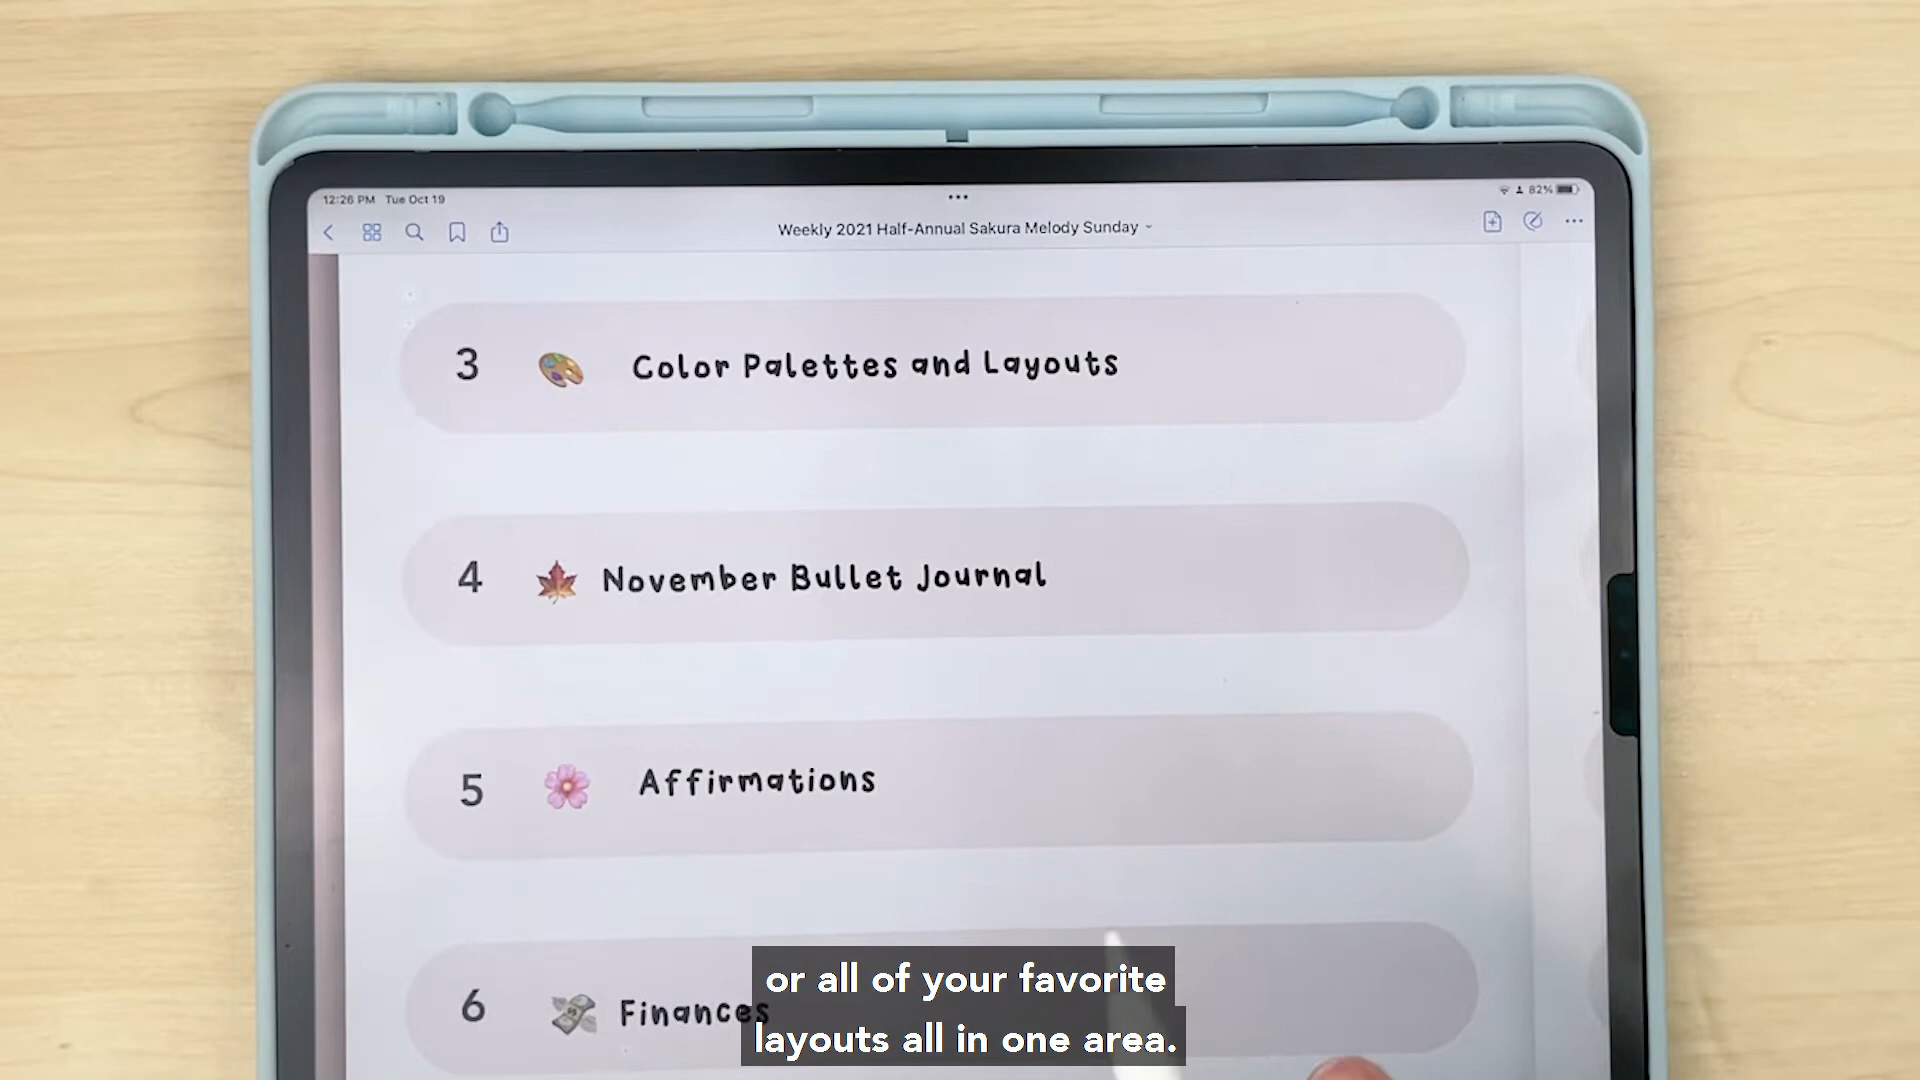 12:26 PM Tue Oct 19
82%
Weekly 2021 Half-Annual Sakura Melody Sunday
3 Color Palettes and Layouts
4 November Bullet Journal
5 Affirmations
6 Finances
or all of your favorite
layouts all in one area.